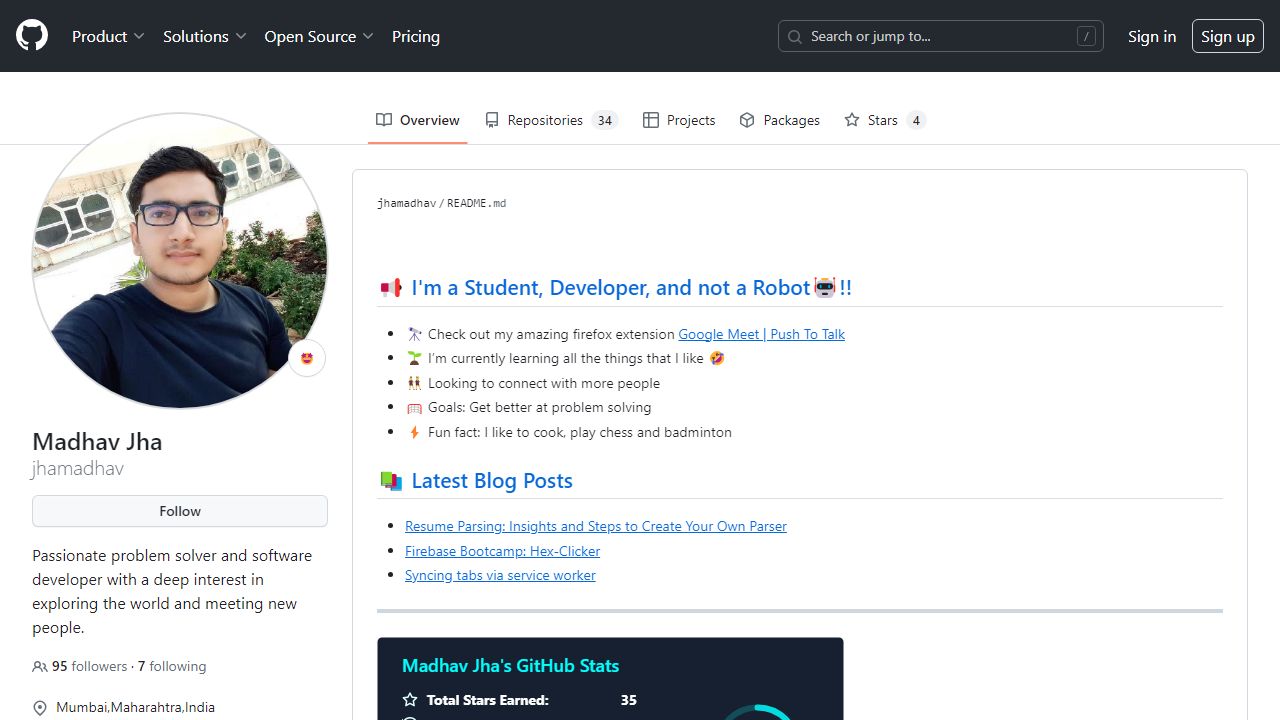 Product
Solutions
Open Source
Pricing
Search or jump to...
/
Sign in
Sign up
Overview
Repositories 34
Projects
Packages
Stars 4
jhamadhav/README.md
I'm a Student, Developer, and not a Robot🤖!!
Check out my amazing firefox extension Google Meet | Push To Talk
I'm currently learning all the things that I like 🤣
Looking to connect with more people
Goals: Get better at problem solving
Fun fact: I like to cook, play chess and badminton
Latest Blog Posts
Resume Parsing: Insights and Steps to Create Your Own Parser
Firebase Bootcamp: Hex-Clicker
Syncing tabs via service worker
Madhav Jha's GitHub Stats
Total Stars Earned: 35
Madhav Jha
jhamadhav
Follow
Passionate problem solver and software
developer with a deep interest in
exploring the world and meeting new
people.
95 followers · 7 following
Mumbai,Maharahtra,India